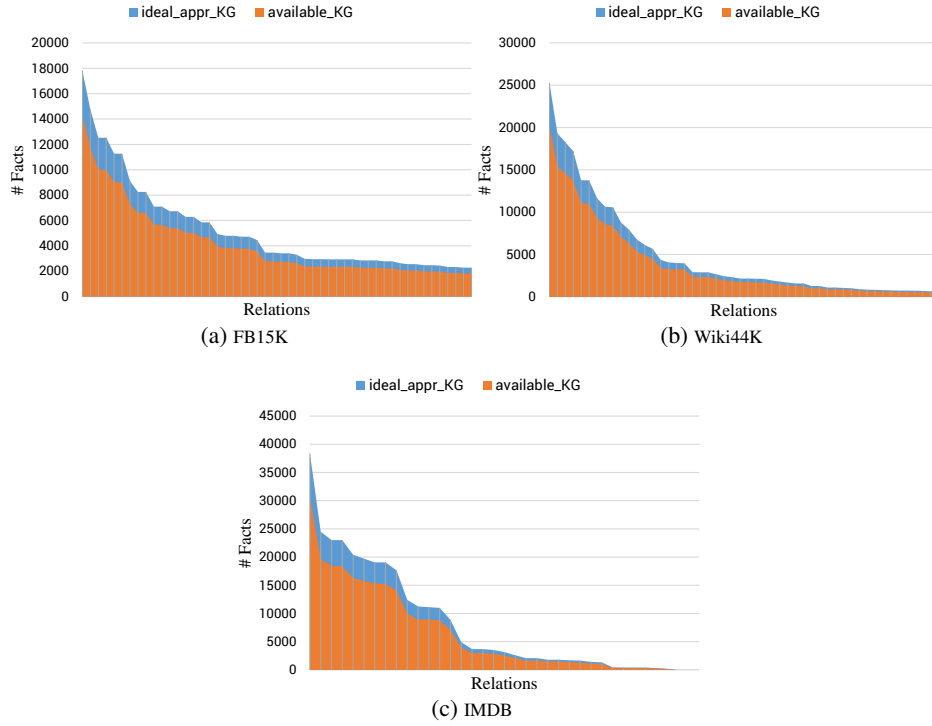 ideal_appr_KG available_KG
20000
18000
16000
14000
12000
10000
8000
6000
4000
2000
0
# Facts
Relations
(a) FB15K
ideal_appr_KG available_KG
30000
25000
20000
15000
10000
5000
0
# Facts
Relations
(b) Wiki44K
ideal_appr_KG available_KG
45000
40000
35000
30000
25000
20000
15000
10000
5000
0
# Facts
Relations
(c) IMDB